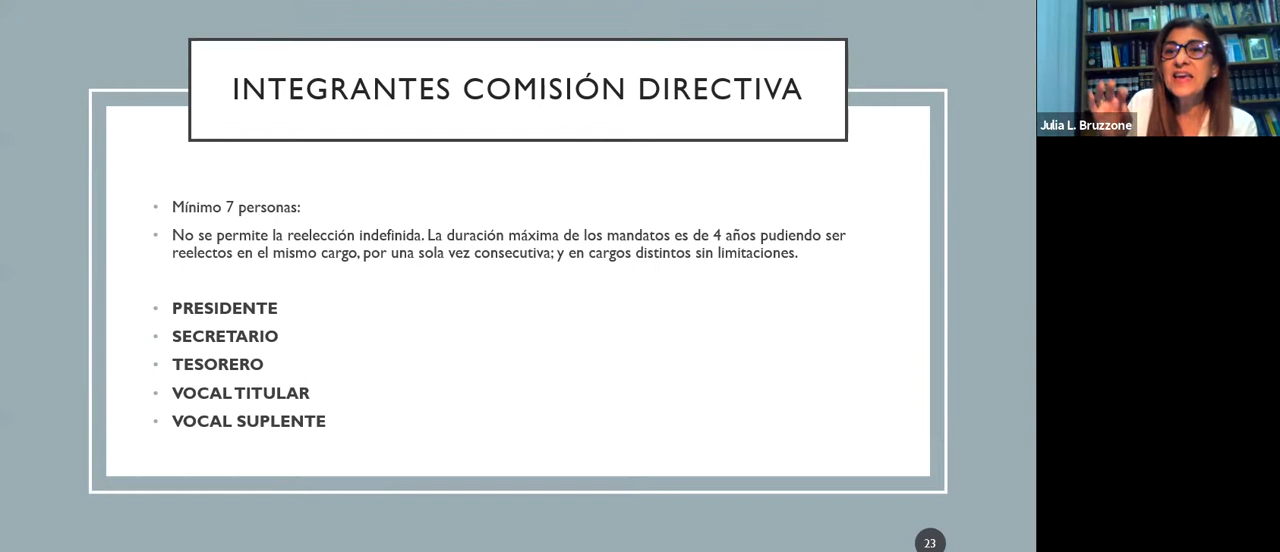 INTEGRANTES COMISIÓN DIRECTIVA
• Mínimo 7 personas:
• No se permite la reelección indefinida. La duración máxima de los mandatos es de 4 años pudiendo ser
reelectos en el mismo cargo, por una sola vez consecutiva; y en cargos distintos sin limitaciones.
• PRESIDENTE
• SECRETARIO
• TESORERO
• VOCAL TITULAR
• VOCAL SUPLENTE
23
Julia L. Bruzzone